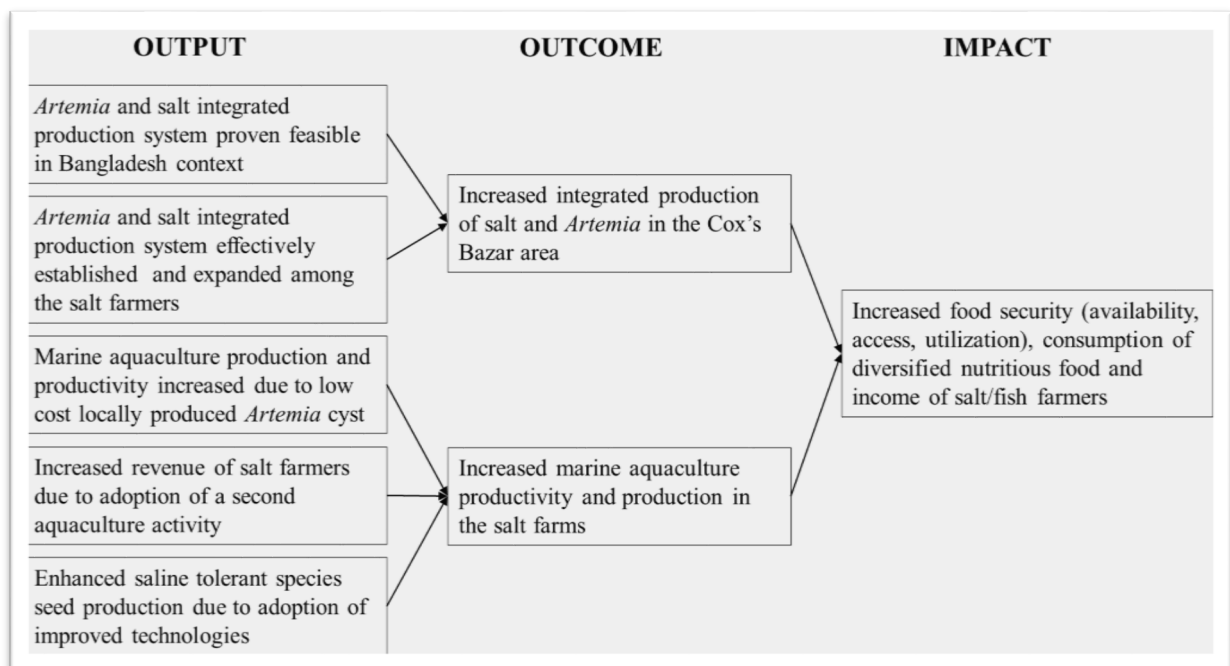 OUTPUT
OUTCOME
IMPACT
Artemia and salt integrated
production system proven feasible
in Bangladesh context
Artemia and salt integrated
production system effectively
established and expanded among
the salt farmers
Marine aquaculture production and
productivity increased due to low
cost locally produced Artemia cyst
Increased revenue of salt farmers
due to adoption of a second
aquaculture activity
Enhanced saline tolerant species
seed production due to adoption of
improved technologies
Increased integrated production
of salt and Artemia in the Cox’s
Bazar area
Increased marine aquaculture
productivity and production in
the salt farms
Increased food security (availability,
access, utilization), consumption of
diversified nutritious food and
income of salt/fish farmers